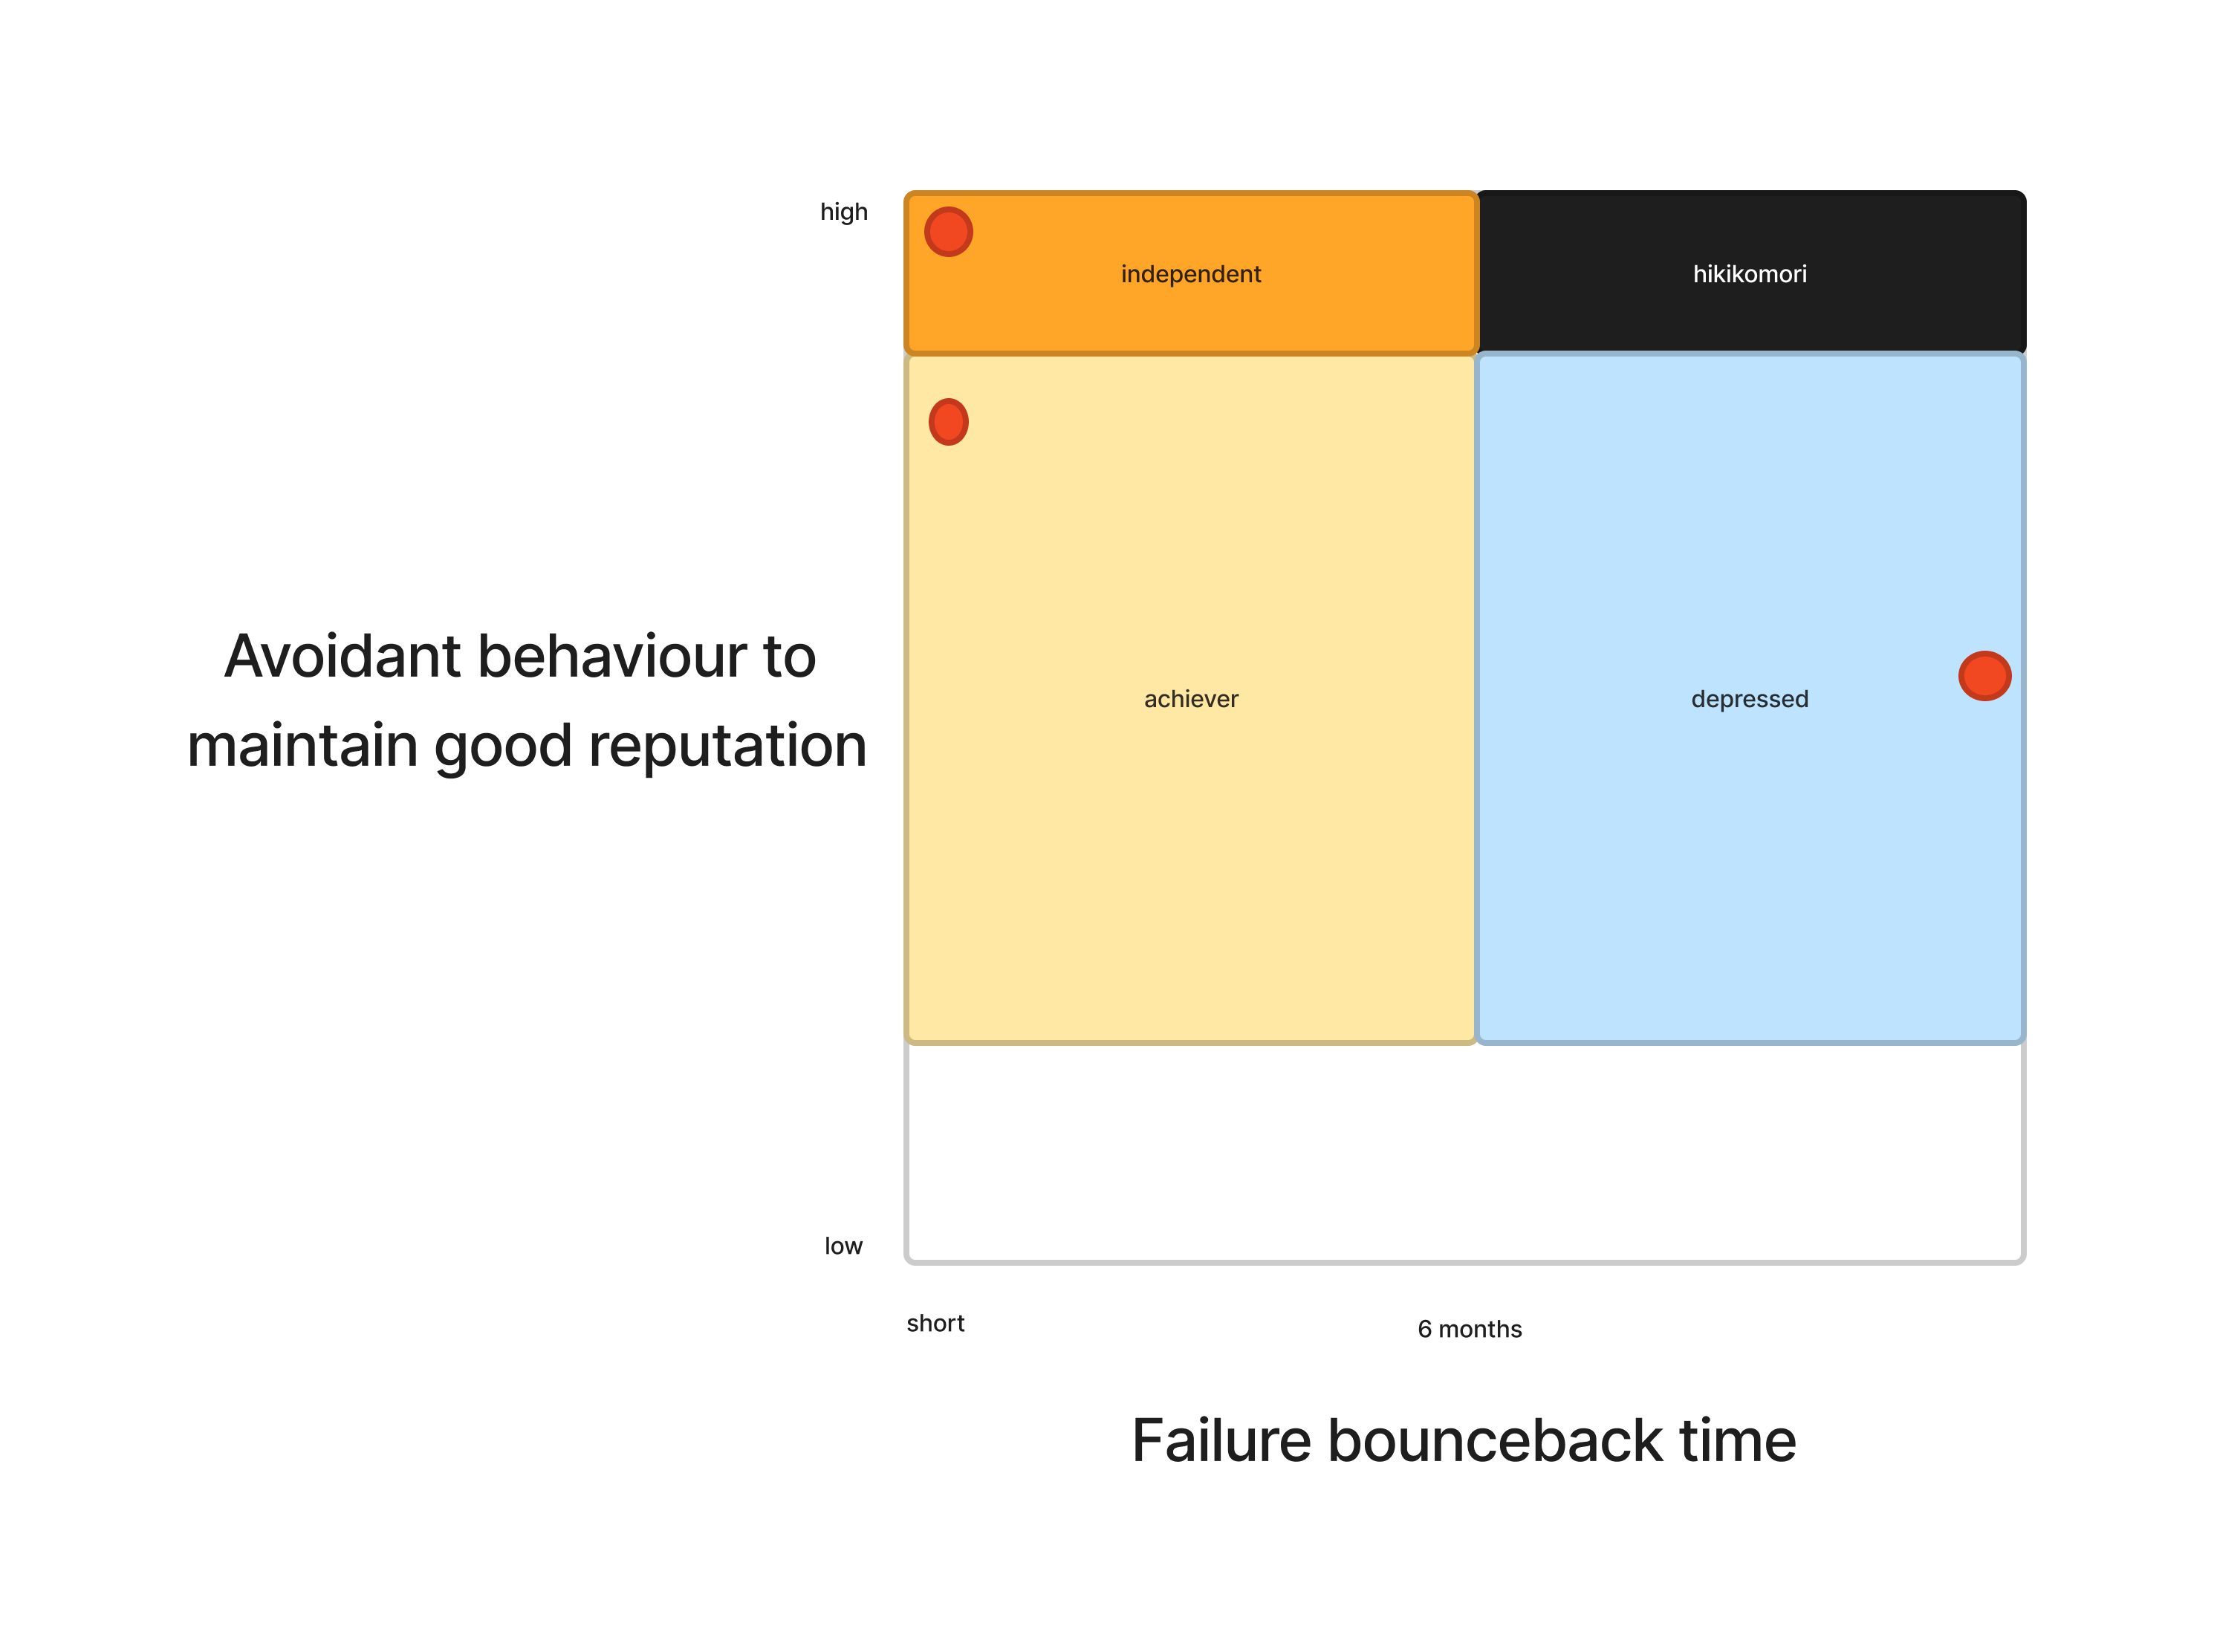 high
independent
hikikomori
Avoidant behaviour to
maintain good reputation
achiever
depressed
low
short
6 months
Failure bounceback time